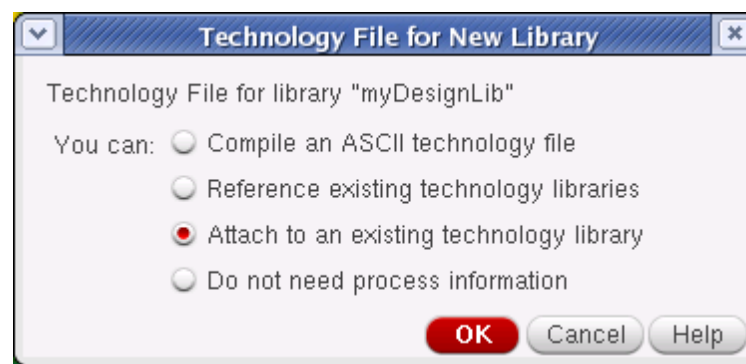 Technology File for New Library
Technology File for library "myDesignLib"
You can: Compile an ASCII technology file
Reference existing technology libraries
Attach to an existing technology library
Do not need process information
OK Cancel Help